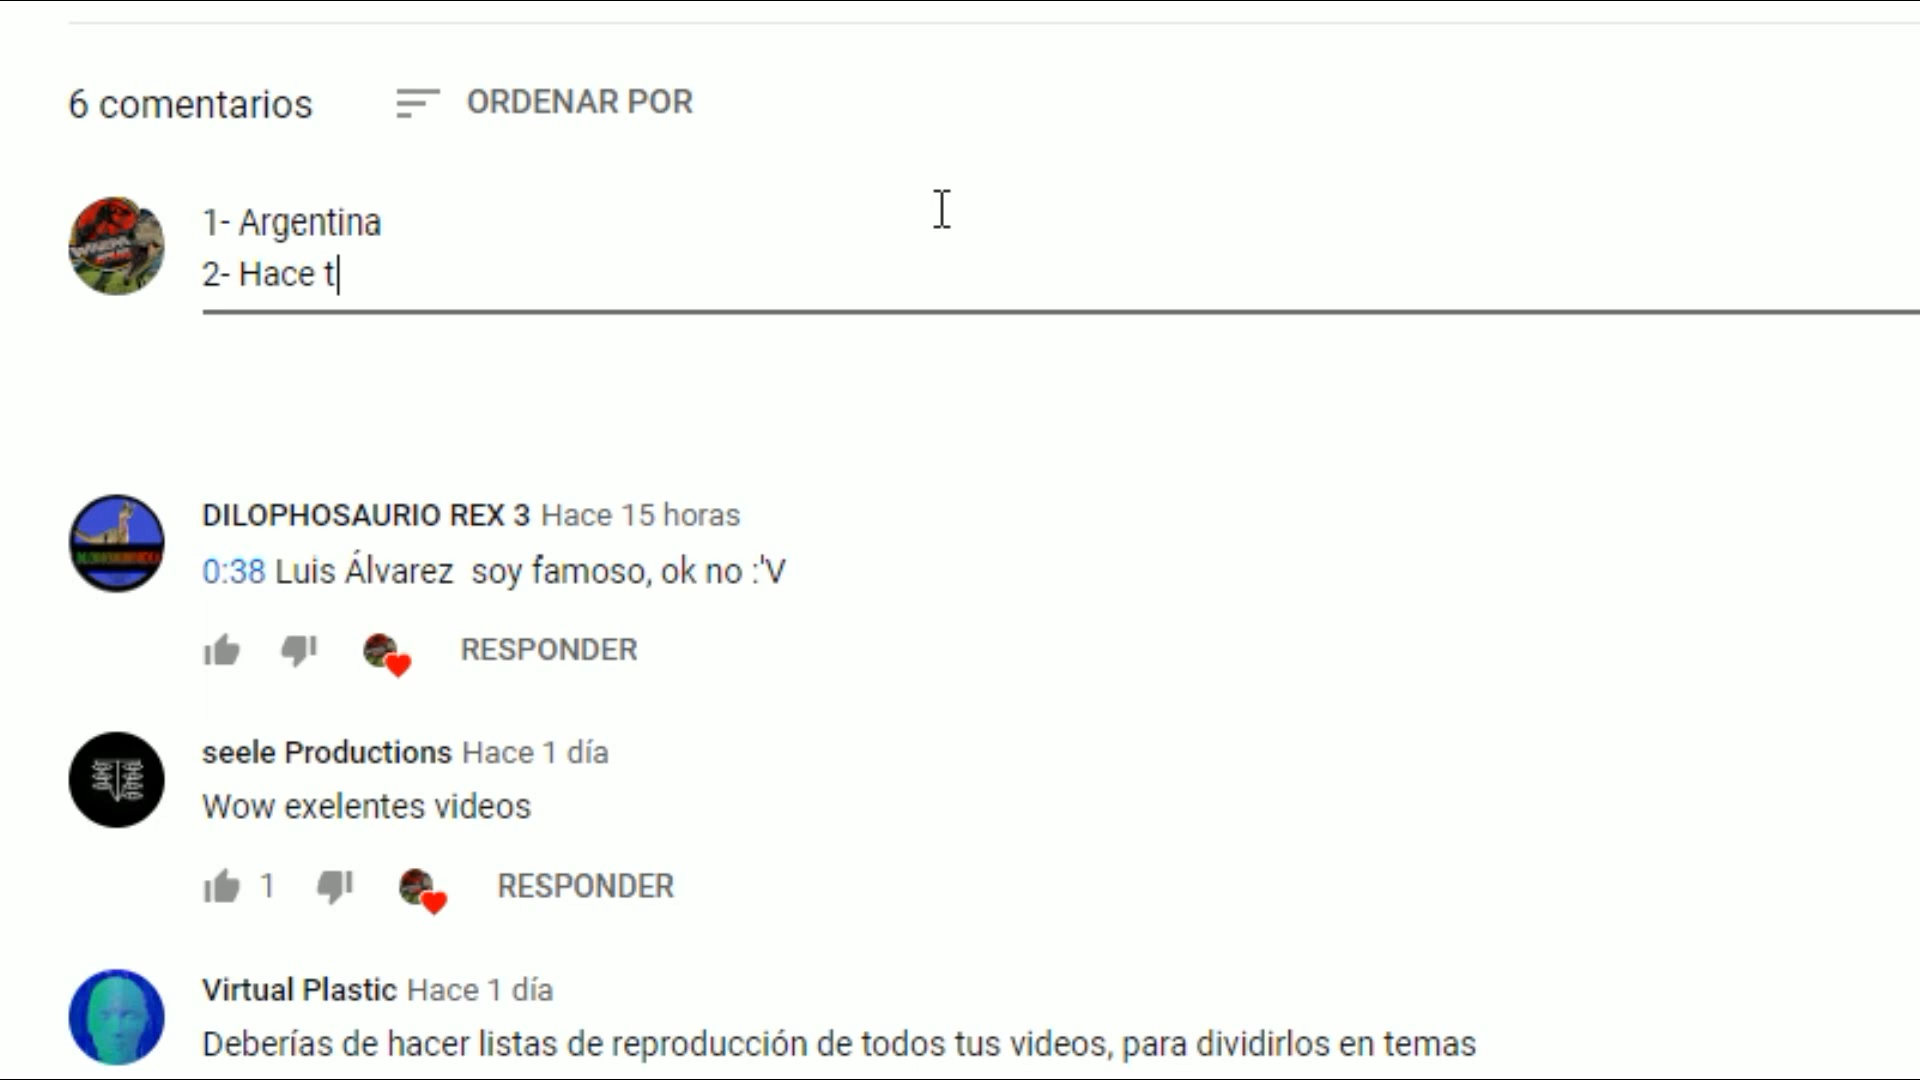 6 comentarios ORDENAR POR
1- Argentina
2- Hace t
DILOPHOSAURIO REX 3 Hace 15 horas
0:38 Luis Álvarez soy famoso, ok no :'V
RESPONDER
seele Productions Hace 1 día
Wow exelentes videos
1 RESPONDER
Virtual Plastic Hace 1 día
Deberías de hacer listas de reproducción de todos tus videos, para dividirlos en temas